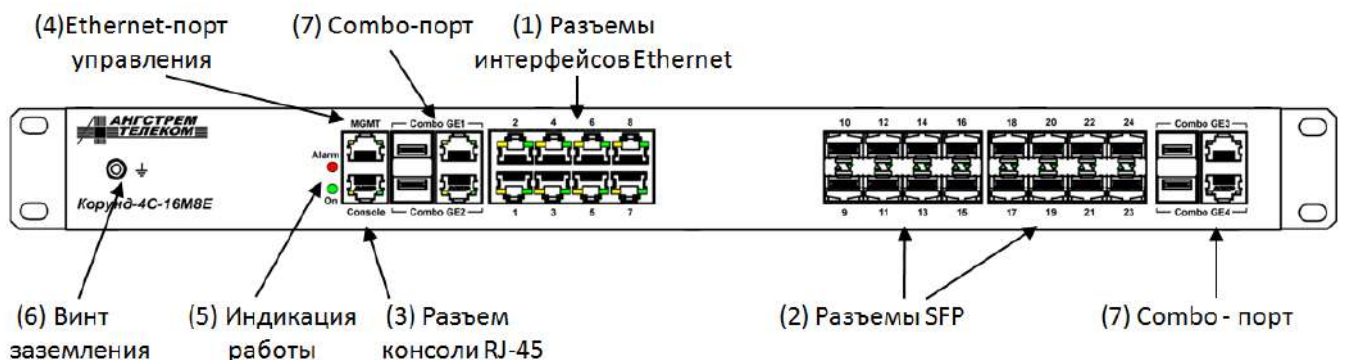 (4)Ethernet-порт управления
(7) Combo-порт
(1) Разъемы интерфейсов Ethernet
АНГСТРЕМ
ТЕЛЕКОМ
MGMT
Combo GE1
2 4 6 8
10 12 14 16
18 20 22 24
Combo GE3
Alarm
On
Корунд-4С-16М8Е
Console
Combo GE2
1 3 5 7
9 11 13 15
17 19 21 23
Combo GE4
(6) Винт
заземления
(5) Индикация
работы
(3) Разъем
консоли RJ-45
(2) Разъемы SFP
(7) Combo - порт